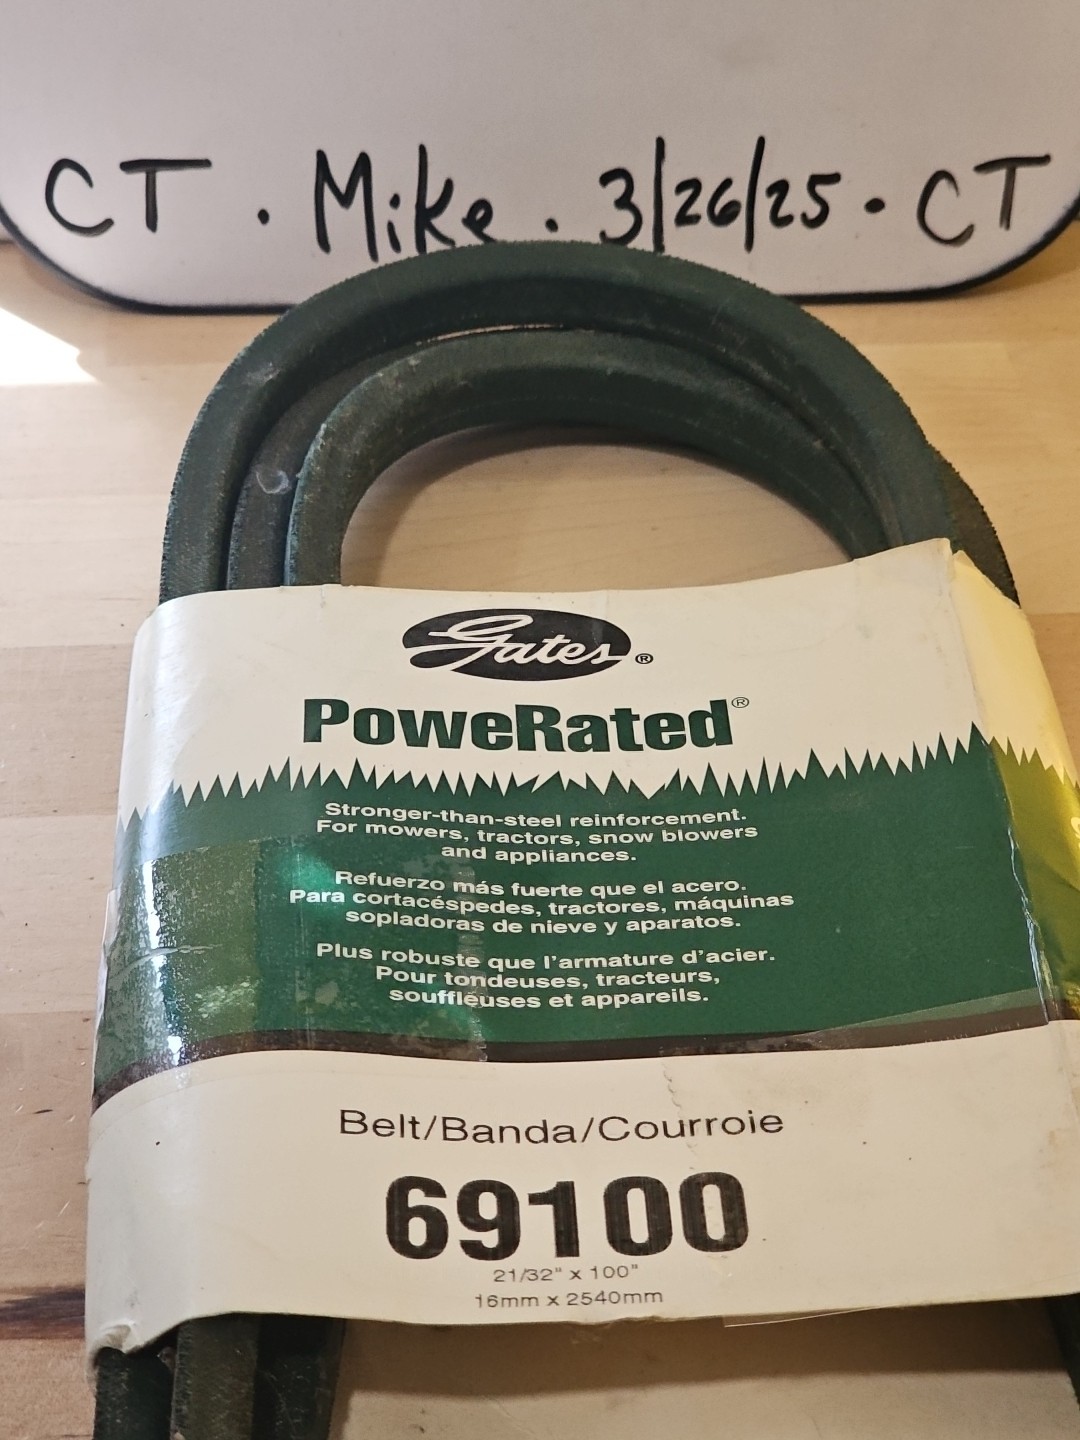 CT · Mike · 3/26/25 · CT
Gates®
PoweRated®
Stronger-than-steel reinforcement.
For mowers, tractors, snow blowers
and appliances.
Refuerzo más fuerte que el acero.
Para cortacéspedes, tractores, máquinas
sopladoras de nieve y aparatos.
Plus robuste que l'armature d'acier.
Pour tondeuses, tracteurs,
souffleuses et appareils.
Belt/Banda/Courroie
69100
21/32" x 100"
16mm x 2540mm